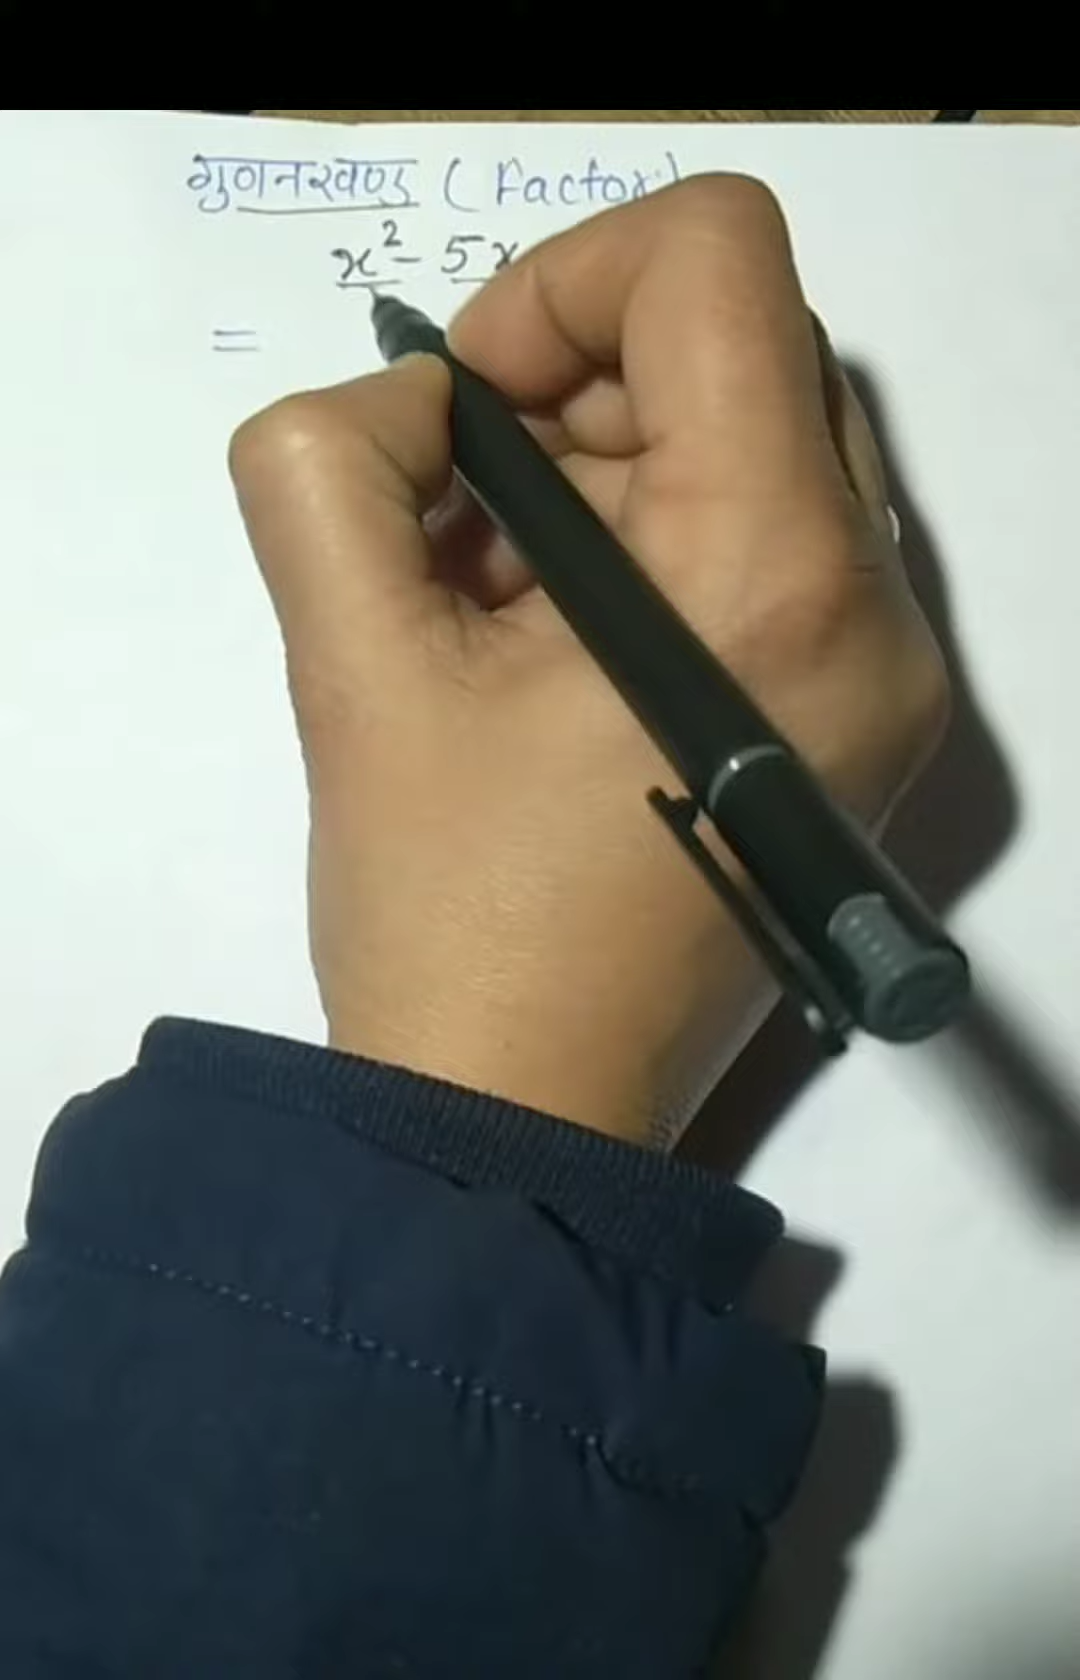 गुणनखण्ड (Factor)
x² - 5x
=